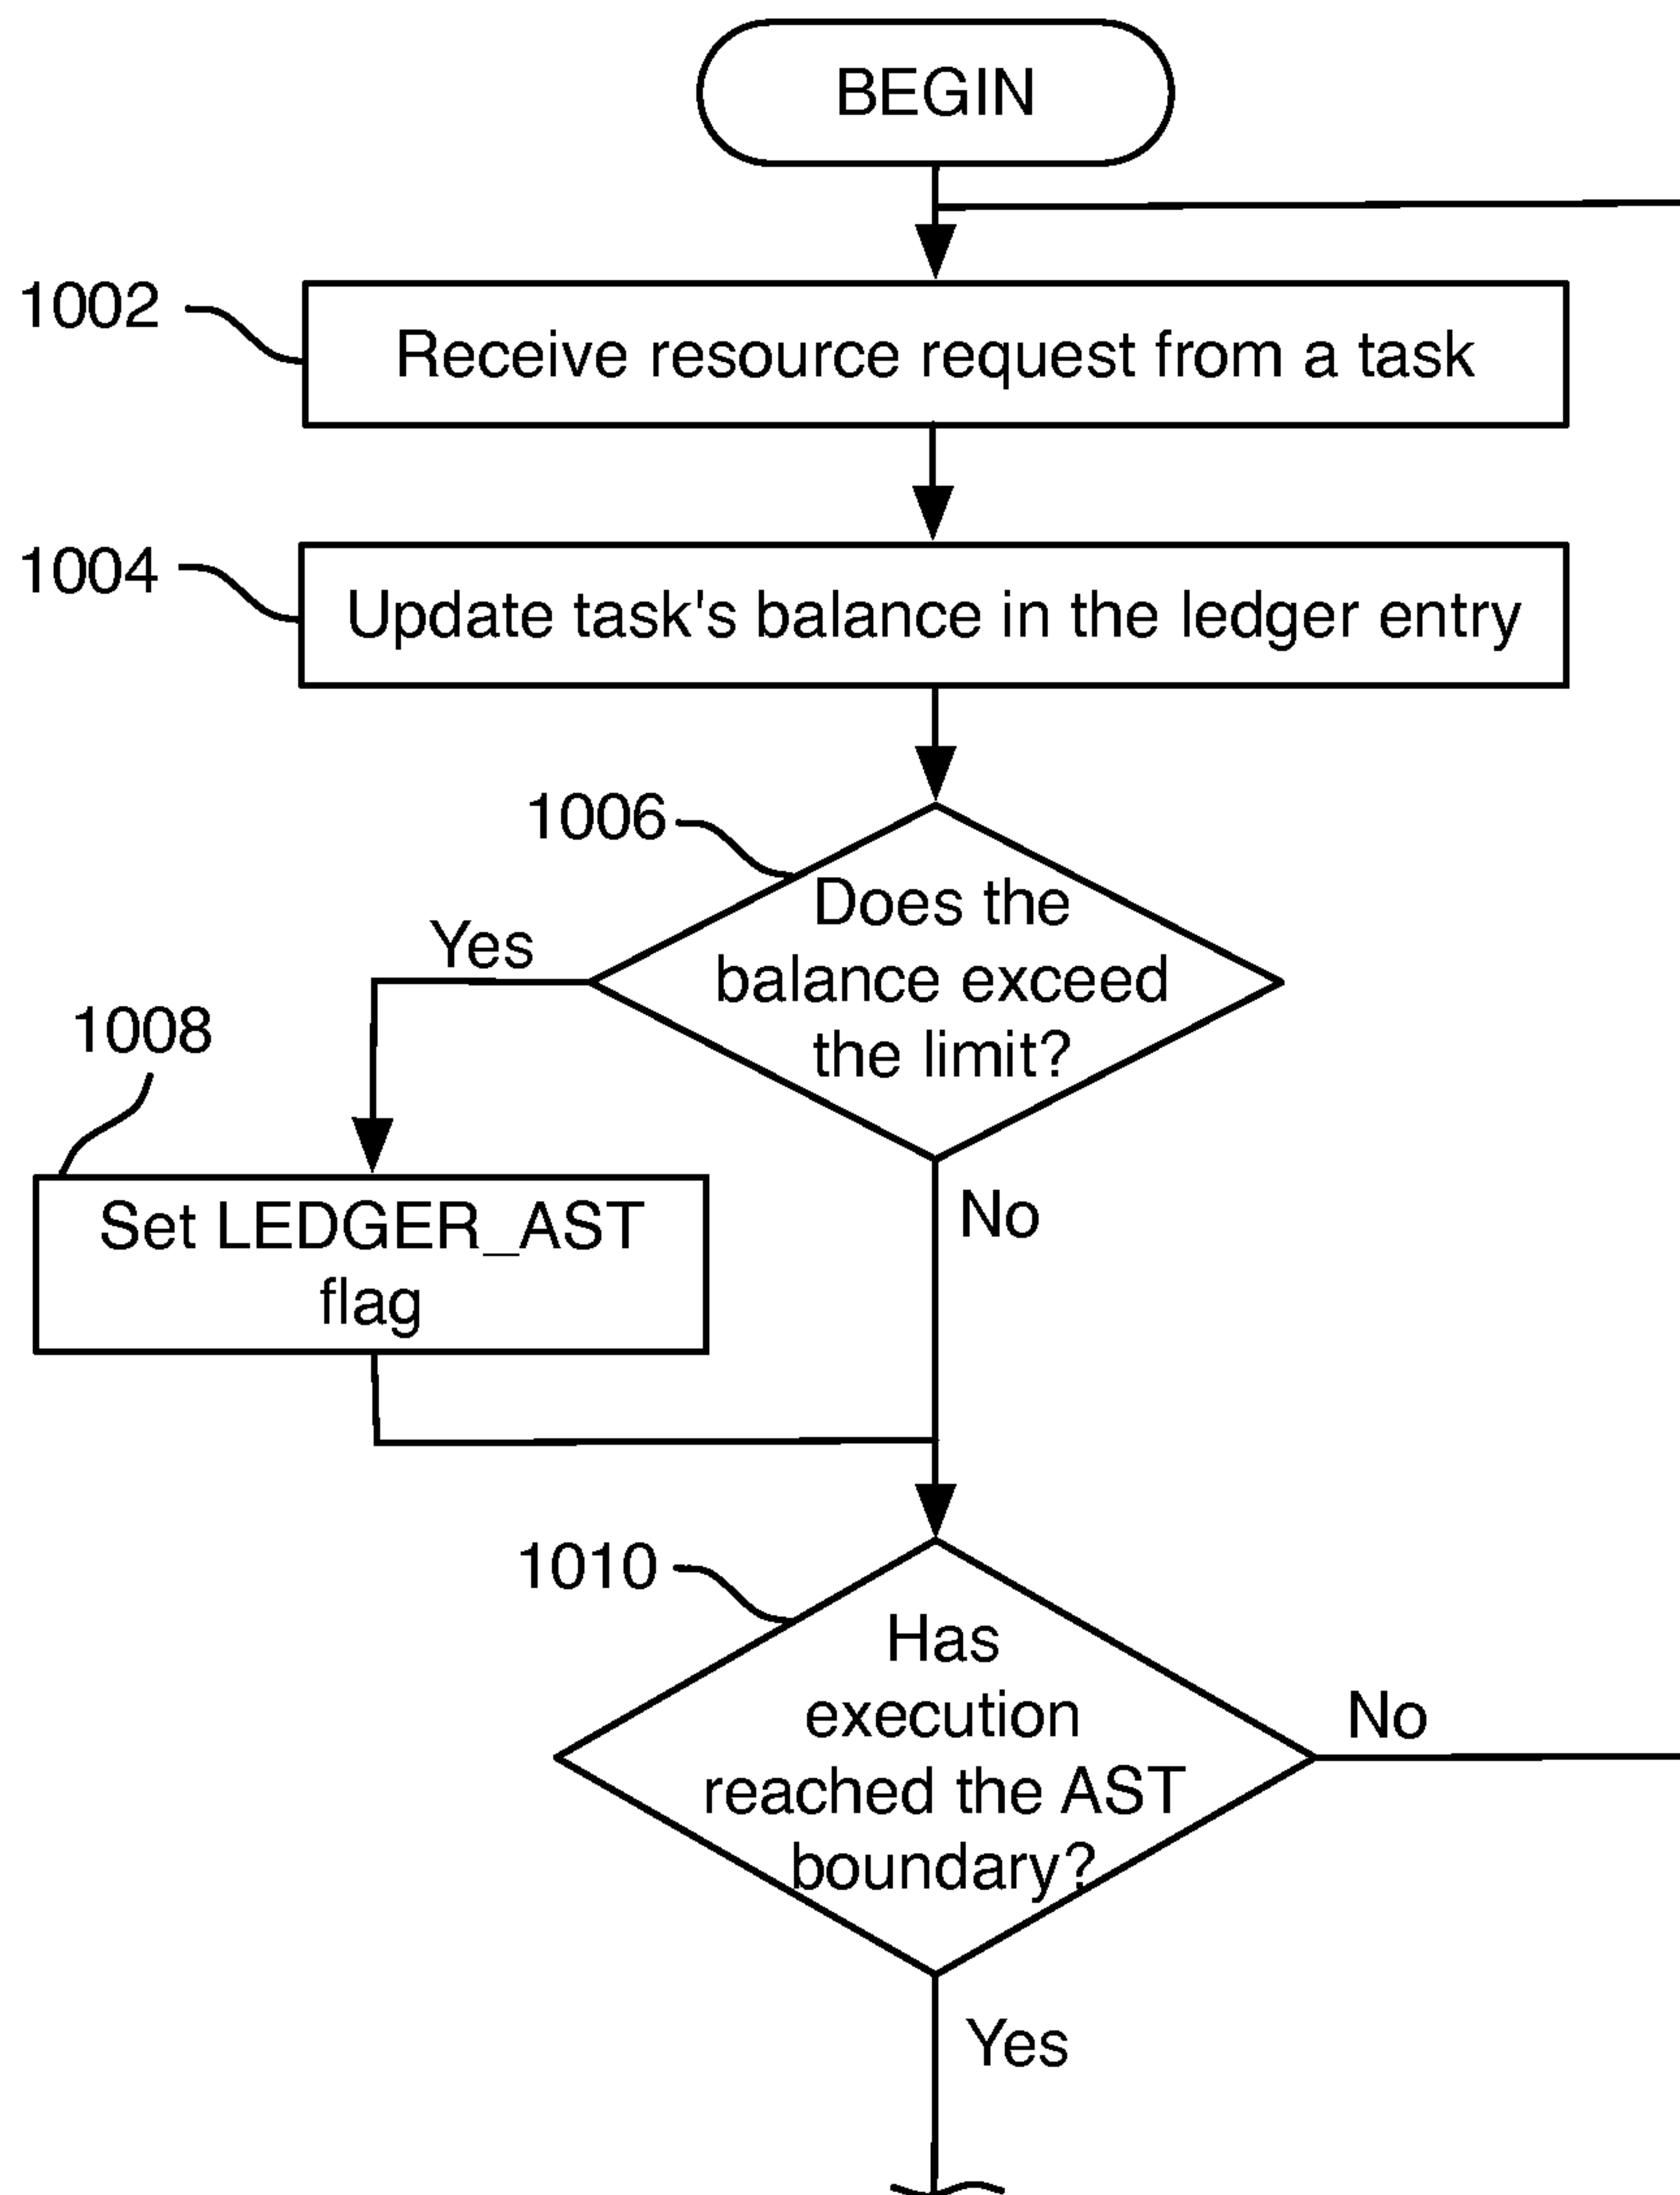 BEGIN
1002
Receive resource request from a task
1004
Update task's balance in the ledger entry
1006
Does the
balance exceed
the limit?
Yes
1008
Set LEDGER_AST
flag
No
1010
Has
execution
reached the AST
boundary?
No
Yes